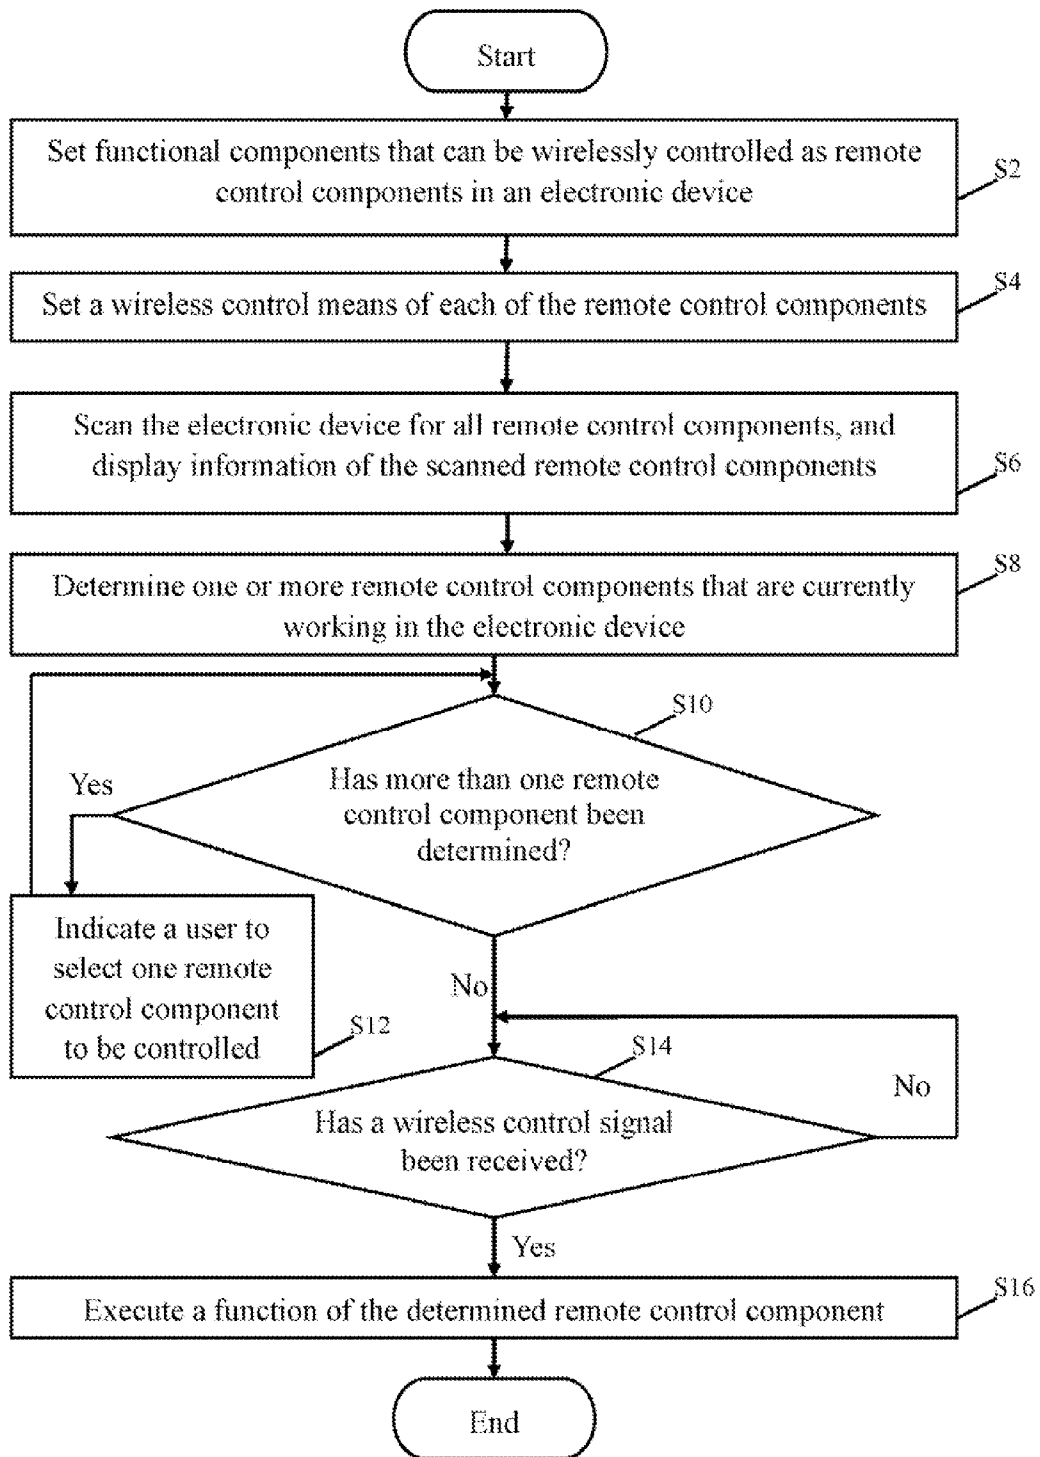 Start
Set functional components that can be wirelessly controlled as remote
control components in an electronic device
S2
Set a wireless control means of each of the remote control components
S4
Scan the electronic device for all remote control components, and
display information of the scanned remote control components
S6
Determine one or more remote control components that are currently
working in the electronic device
S8
S10
Has more than one remote
control component been
determined?
Yes
Indicate a user to
select one remote
control component
to be controlled
S12
No
S14
Has a wireless control signal
been received?
No
Yes
Execute a function of the determined remote control component
S16
End